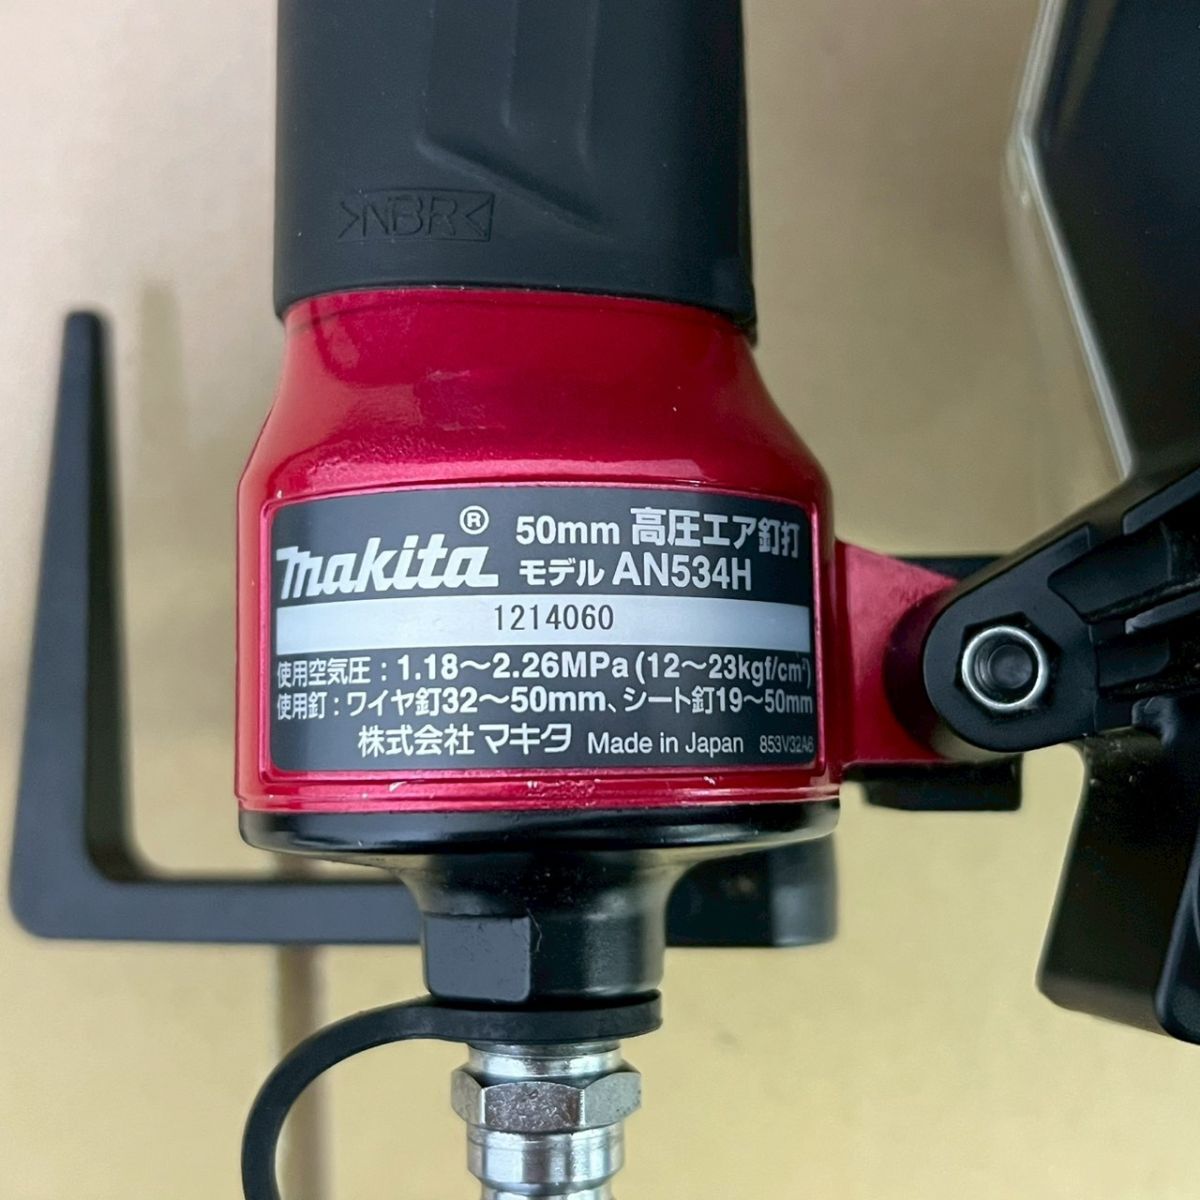 >NBR<
makita® 50mm 高圧エア釘打
モデル AN534H
1214060
使用空気圧：1.18～2.26MPa (12～23kgf/cm²)
使用釘：ワイヤ釘32～50mm、シート釘19～50mm
株式会社 マキタ Made in Japan 853V32A6